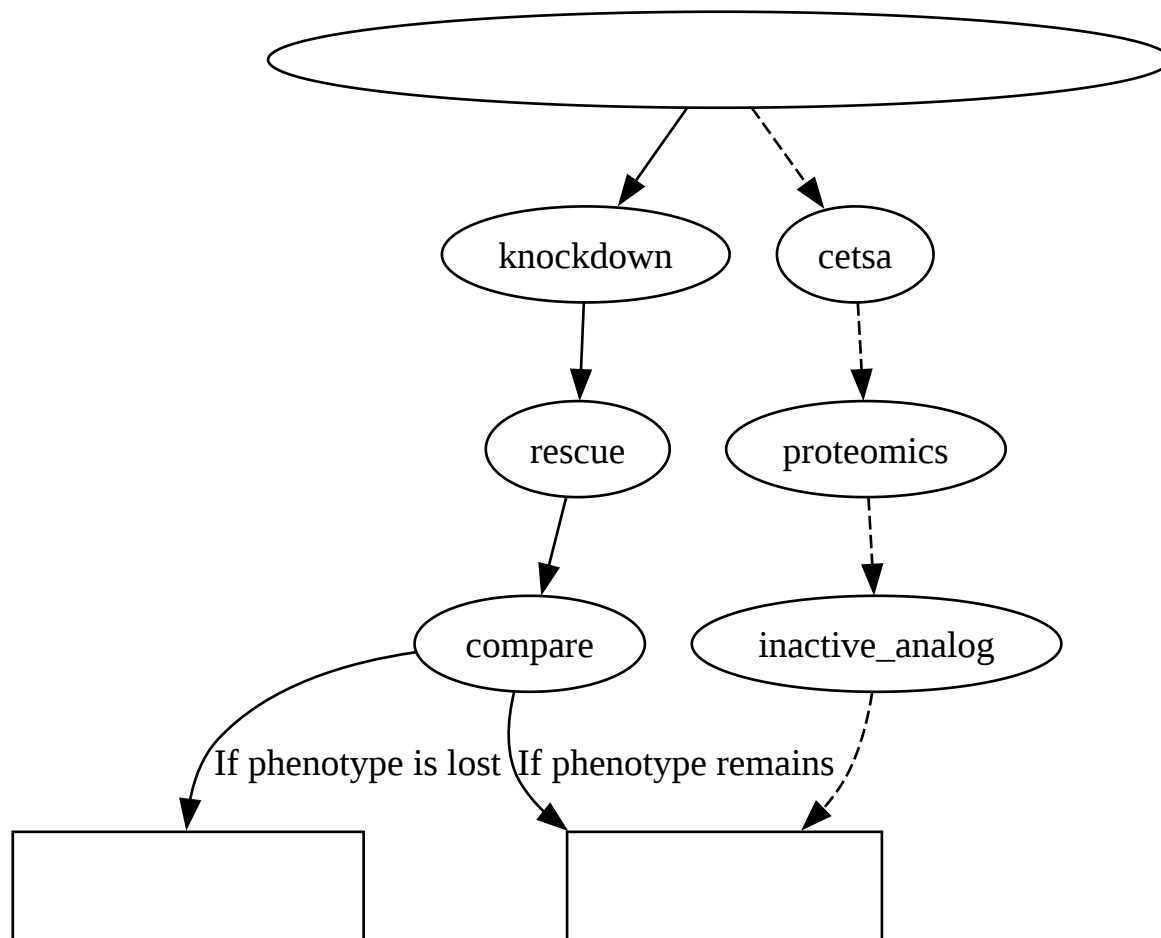 knockdown
cetsa
rescue
proteomics
compare
inactive_analog
If phenotype is lost
If phenotype remains